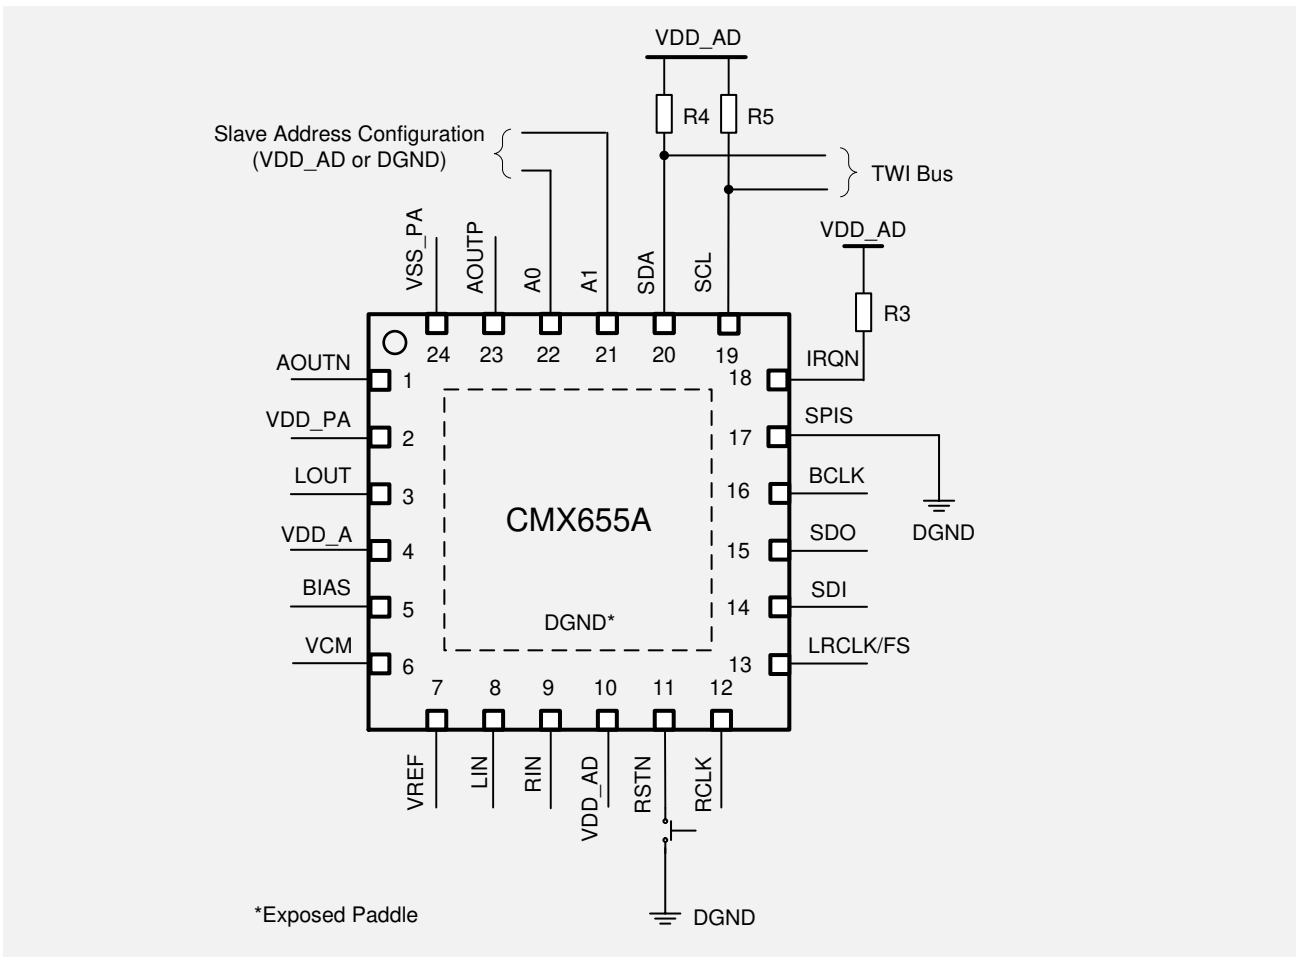 VDD_AD
R4
R5
Slave Address Configuration
(VDD_AD or DGND)
TWI Bus
VDD_AD
VSS_PA
AOUTP
A0
A1
SDA
SCL
R3
24
23
22
21
20
19
AOUTN
1
18
IRQN
VDD_PA
2
17
SPIS
LOUT
3
16
BCLK
CMX655A
DGND
VDD_A
4
15
SDO
BIAS
5
14
SDI
DGND*
VCM
6
13
LRCLK/FS
7
8
9
10
11
12
VREF
LIN
RIN
VDD_AD
RSTN
RCLK
*Exposed Paddle
DGND